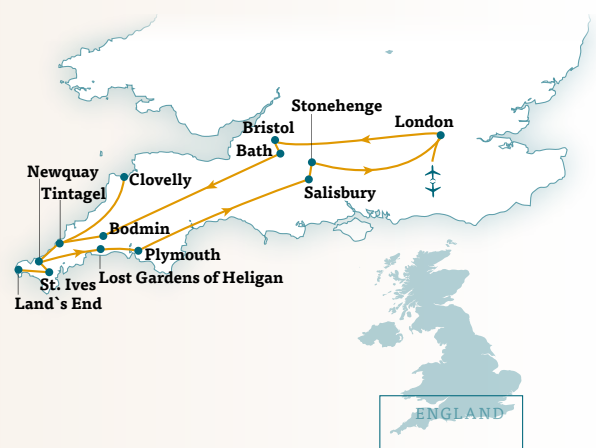 Stonehenge
London
Bristol
Bath
Newquay
Clovelly
Tintagel
Salisbury
Bodmin
Plymouth
Lost Gardens of Heligan
St. Ives
Land`s End
ENGLAND